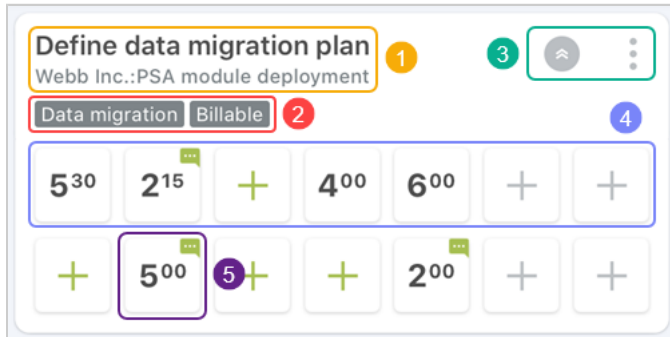 Define data migration plan
Webb Inc.:PSA module deployment
1
3
Data migration Billable
2
4
5 30 2 15 + 4 00 6 00 + +
+ 5 00 5 + + 2 00 + +